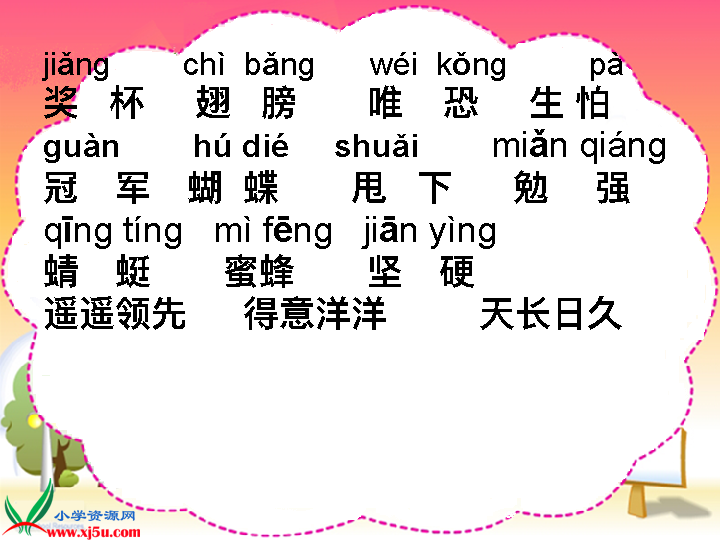 jiǎng chì bǎng wéi kǒng pà
奖 杯 翅 膀 唯 恐 生 怕
guàn hú dié shuǎi miǎn qiáng
冠 军 蝴 蝶 甩 下 勉 强
qīng tíng mì fēng jiān yìng
蜻 蜓 蜜蜂 坚 硬
遥遥领先 得意洋洋 天长日久
小学资源网
www.xj5u.com